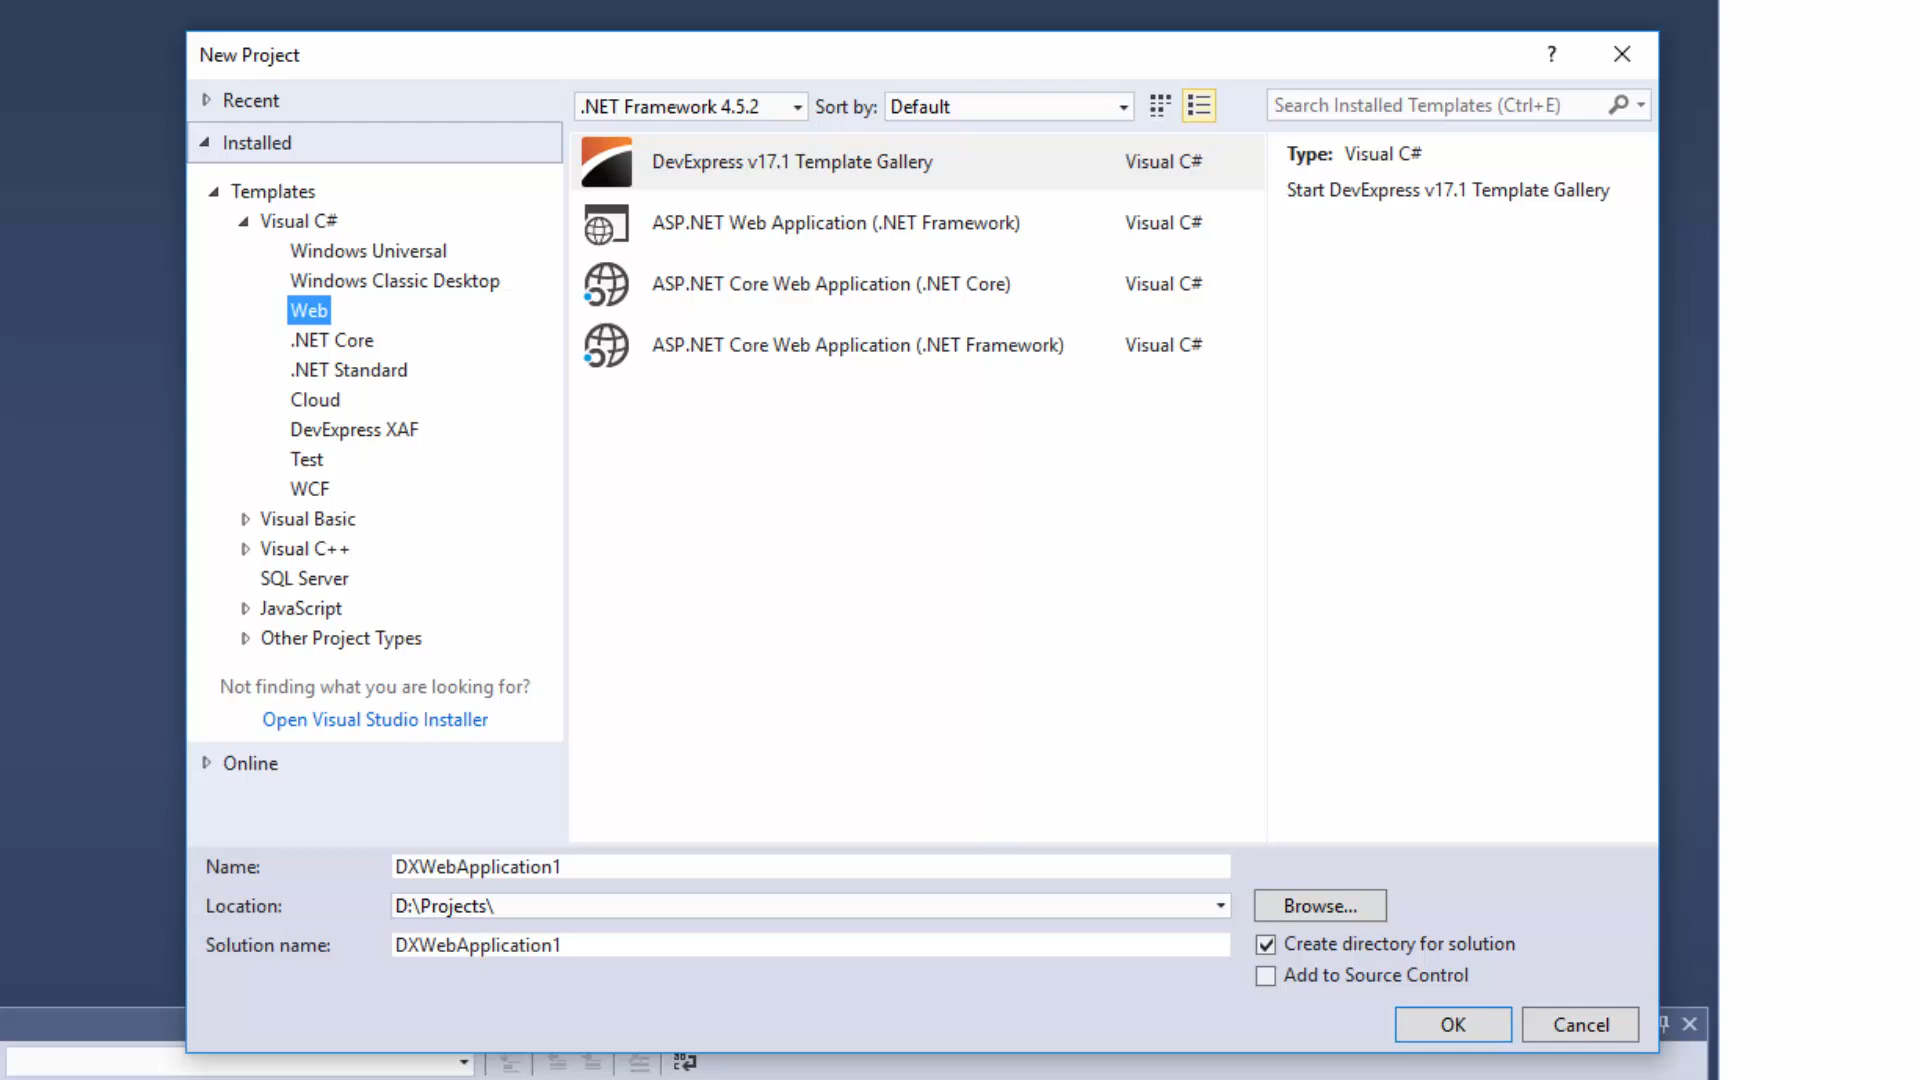 New Project
?
Recent
.NET Framework 4.5.2
Sort by:
Default
Search Installed Templates (Ctrl+E)
Installed
Templates
Visual C#
Windows Universal
Windows Classic Desktop
Web
.NET Core
.NET Standard
Cloud
DevExpress XAF
Test
WCF
Visual Basic
Visual C++
SQL Server
JavaScript
Other Project Types
Not finding what you are looking for?
Open Visual Studio Installer
Online
DevExpress v17.1 Template Gallery Visual C#
ASP.NET Web Application (.NET Framework) Visual C#
ASP.NET Core Web Application (.NET Core) Visual C#
ASP.NET Core Web Application (.NET Framework) Visual C#
Type: Visual C#
Start DevExpress v17.1 Template Gallery
Name: DXWebApplication1
Location: D:\Projects\
Browse...
Solution name: DXWebApplication1
Create directory for solution
Add to Source Control
OK
Cancel